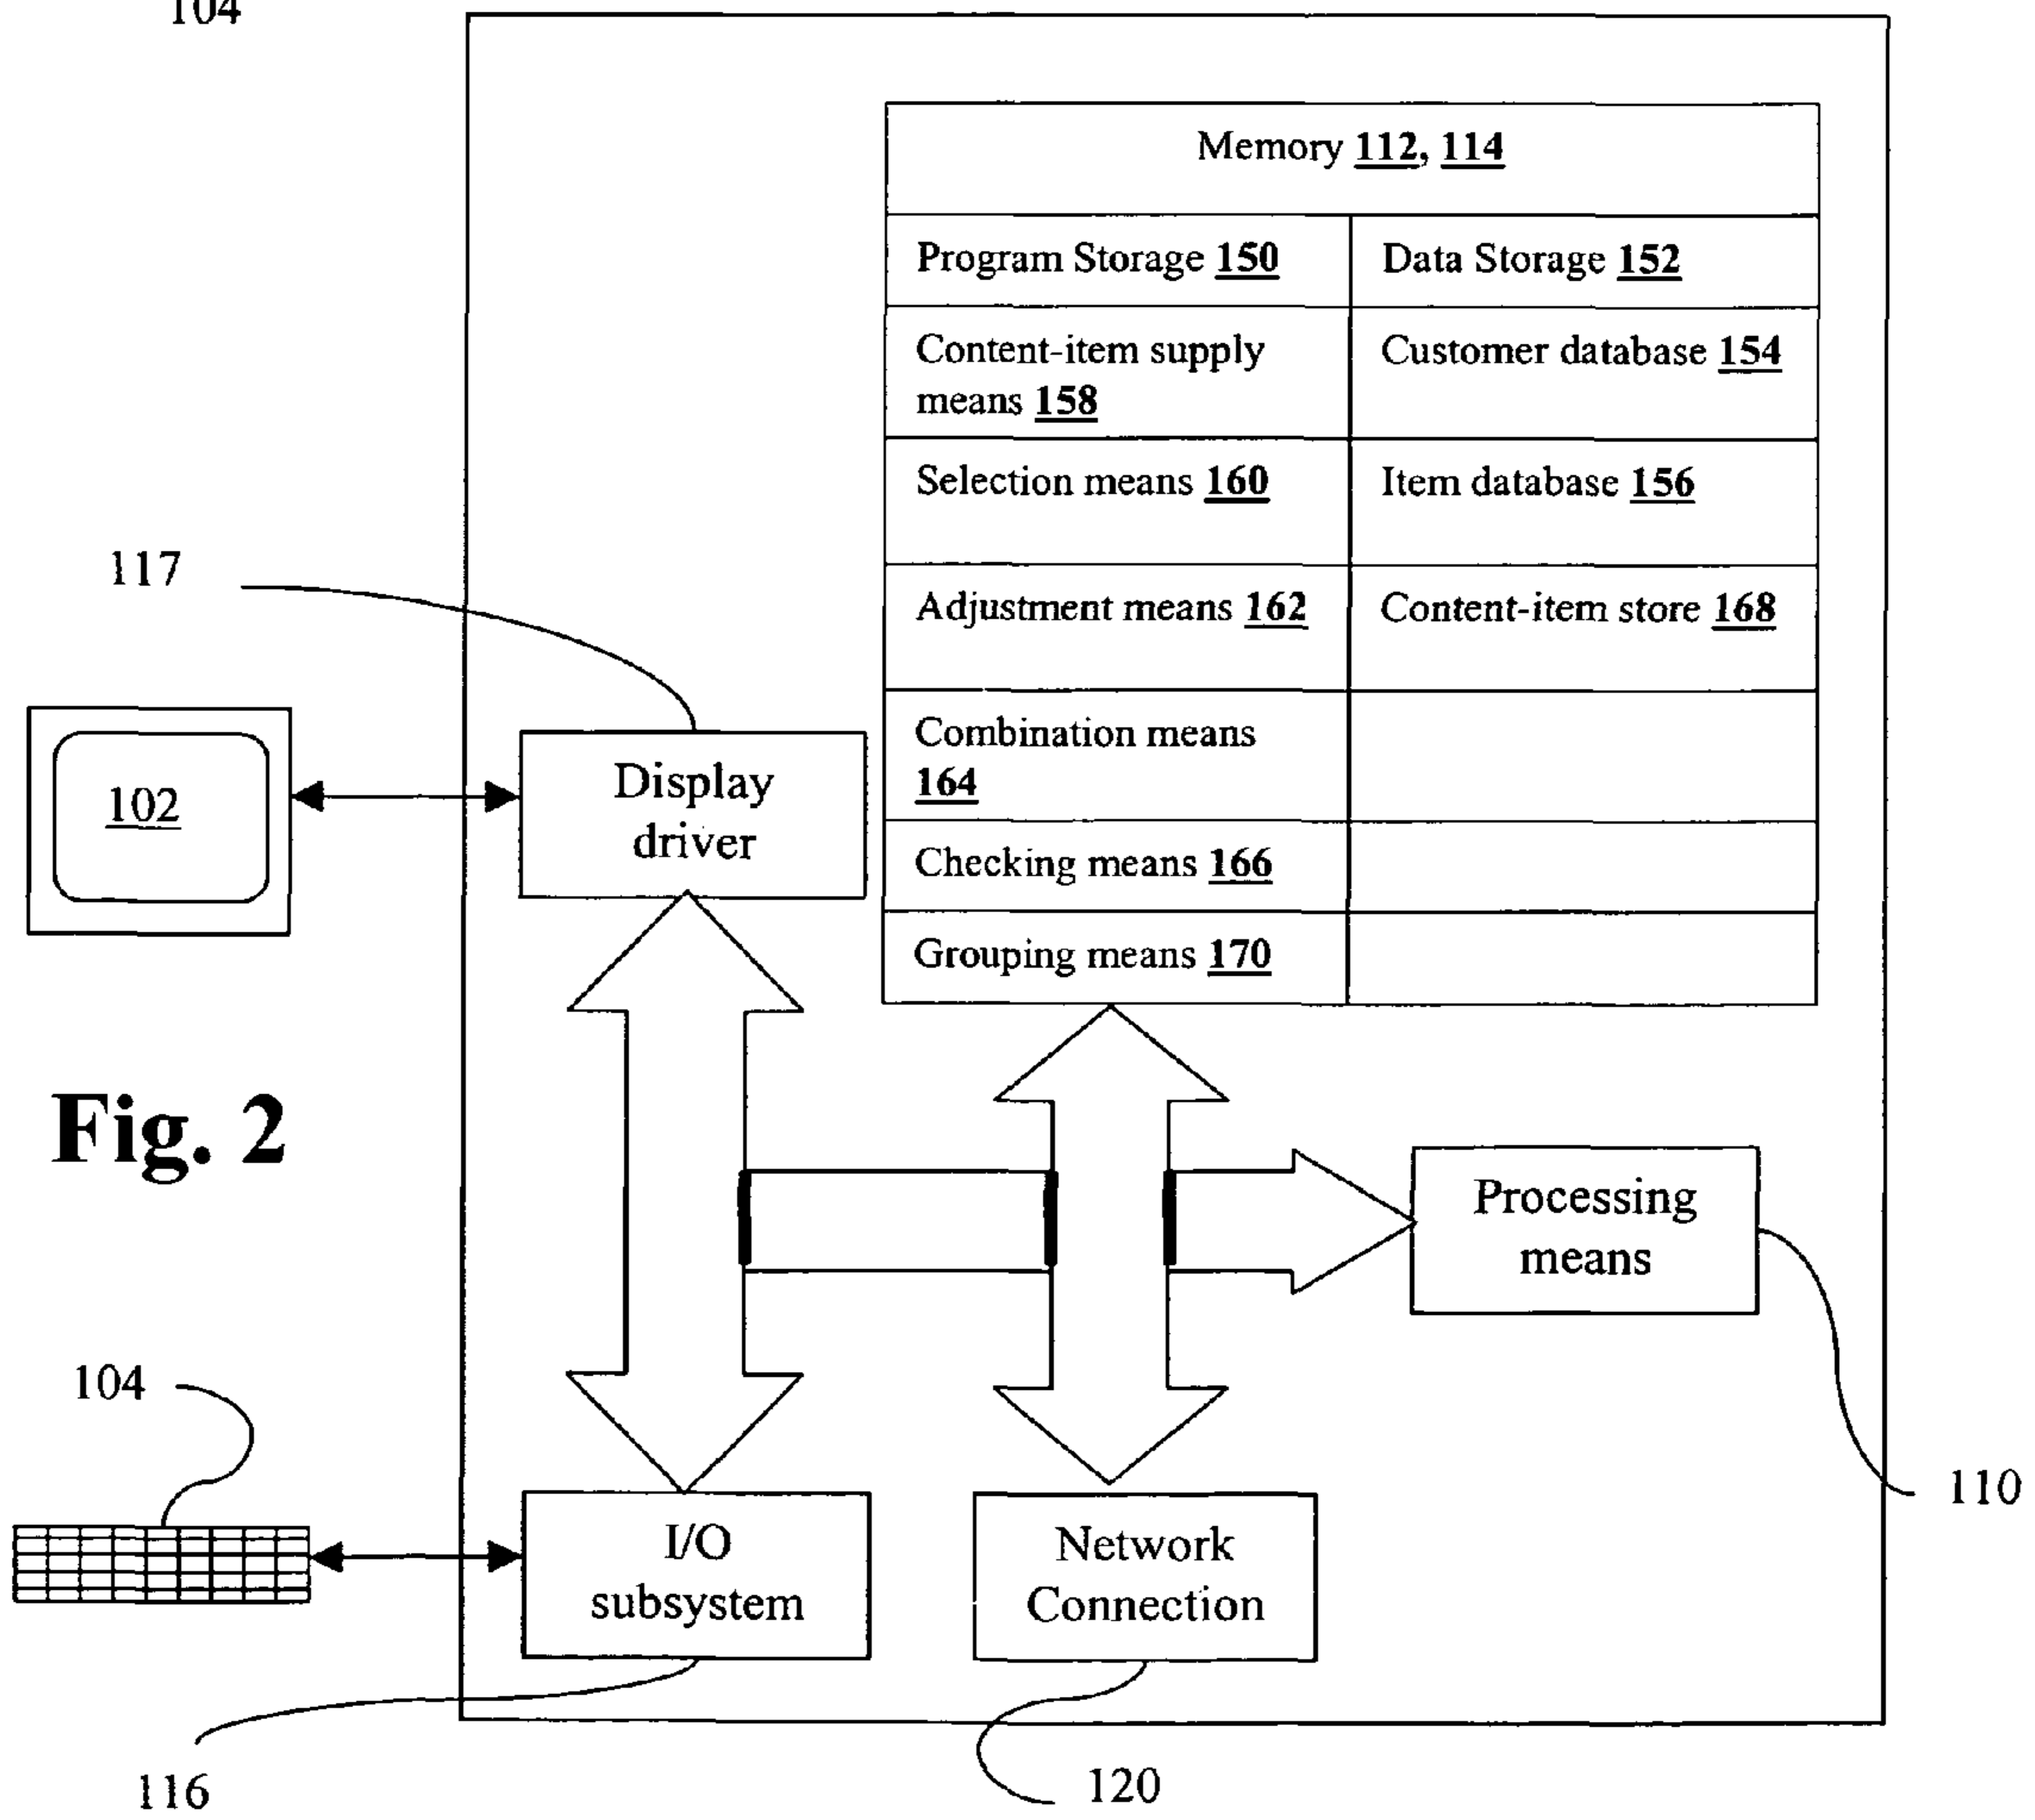 104
Memory 112, 114
Program Storage 150
Data Storage 152
Content-item supply
means 158
Customer database 154
Selection means 160
Item database 156
Adjustment means 162
Content-item store 168
Combination means
164
Checking means 166
Grouping means 170
117
102
Display
driver
Fig. 2
Processing
means
104
110
I/O
subsystem
Network
Connection
116
120